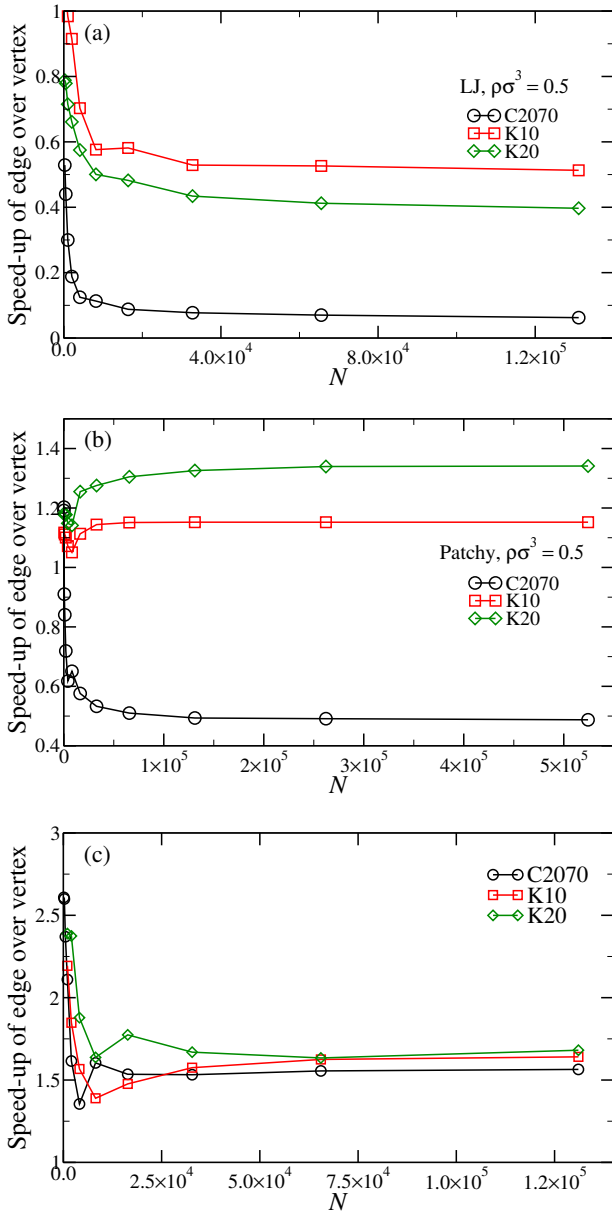 (a)
Speed-up of edge over vertex
1
0.8
0.6
0.4
0.2
0
LJ, ρσ³ = 0.5
C2070
K10
K20
0.0 4.0×10⁴ 8.0×10⁴ 1.2×10⁵
N
(b)
Speed-up of edge over vertex
1.4
1.2
1
0.8
0.6
0.4
Patchy, ρσ³ = 0.5
C2070
K10
K20
0 1×10⁵ 2×10⁵ 3×10⁵ 4×10⁵ 5×10⁵
N
(c)
Speed-up of edge over vertex
3
2.5
2
1.5
1
C2070
K10
K20
0.0 2.5×10⁴ 5.0×10⁴ 7.5×10⁴ 1.0×10⁵ 1.2×10⁵
N